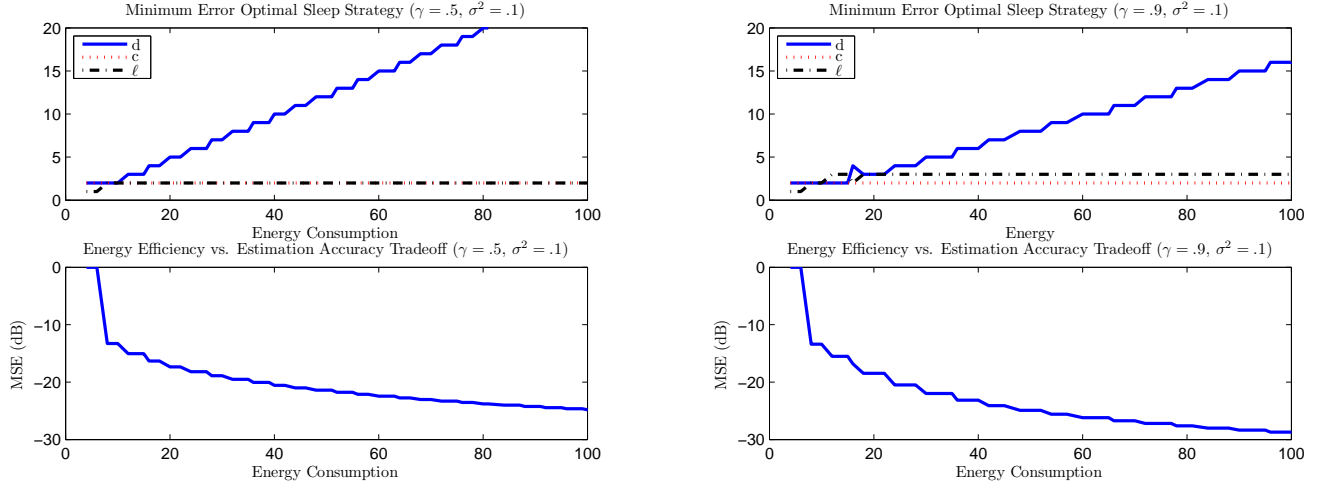 Minimum Error Optimal Sleep Strategy (γ = .5, σ² = .1)
20
15
10
5
0
d
c
ℓ
0 20 40 60 80 100
Energy Consumption
Energy Efficiency vs. Estimation Accuracy Tradeoff (γ = .5, σ² = .1)
MSE (dB)
0
−10
−20
−30
0 20 40 60 80 100
Energy Consumption
Minimum Error Optimal Sleep Strategy (γ = .9, σ² = .1)
20
15
10
5
0
d
c
ℓ
0 20 40 60 80 100
Energy
Energy Efficiency vs. Estimation Accuracy Tradeoff (γ = .9, σ² = .1)
MSE (dB)
0
−10
−20
−30
0 20 40 60 80 100
Energy Consumption